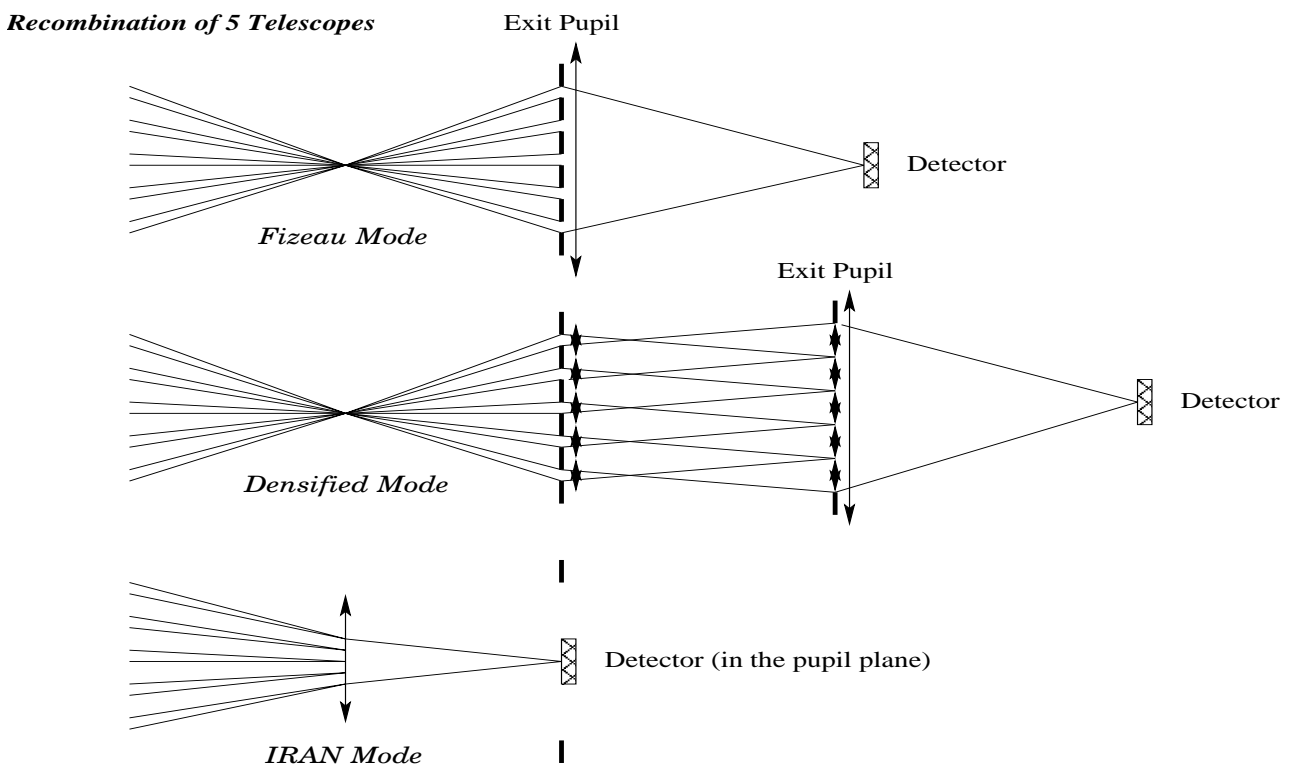 Recombination of 5 Telescopes
Exit Pupil
Detector
Fizeau Mode
Exit Pupil
Detector
Densified Mode
Detector (in the pupil plane)
IRAN Mode